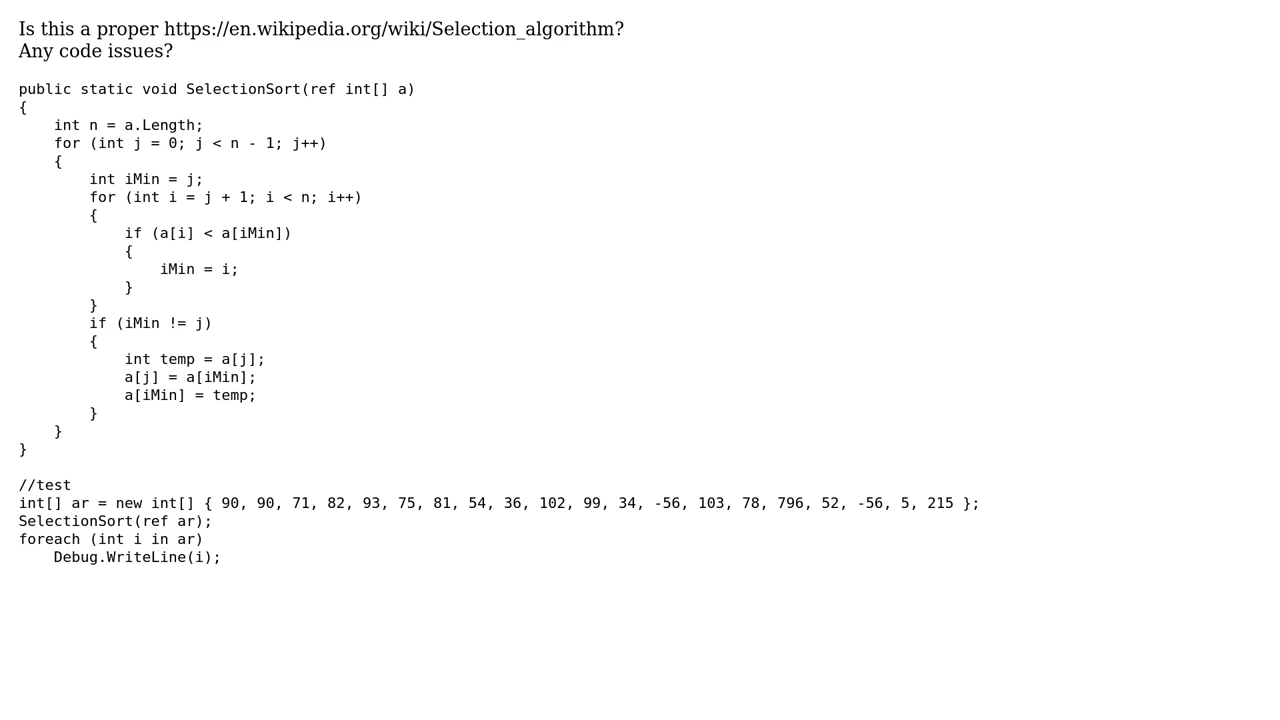 Is this a proper https://en.wikipedia.org/wiki/Selection_algorithm?
Any code issues?
public static void SelectionSort(ref int[] a)
{
    int n = a.Length;
    for (int j = 0; j < n - 1; j++)
    {
        int iMin = j;
        for (int i = j + 1; i < n; i++)
        {
            if (a[i] < a[iMin])
            {
                iMin = i;
            }
        }
        if (iMin != j)
        {
            int temp = a[j];
            a[j] = a[iMin];
            a[iMin] = temp;
        }
    }
}
//test
int[] ar = new int[] { 90, 90, 71, 82, 93, 75, 81, 54, 36, 102, 99, 34, -56, 103, 78, 796, 52, -56, 5, 215 };
SelectionSort(ref ar);
foreach (int i in ar)
    Debug.WriteLine(i);